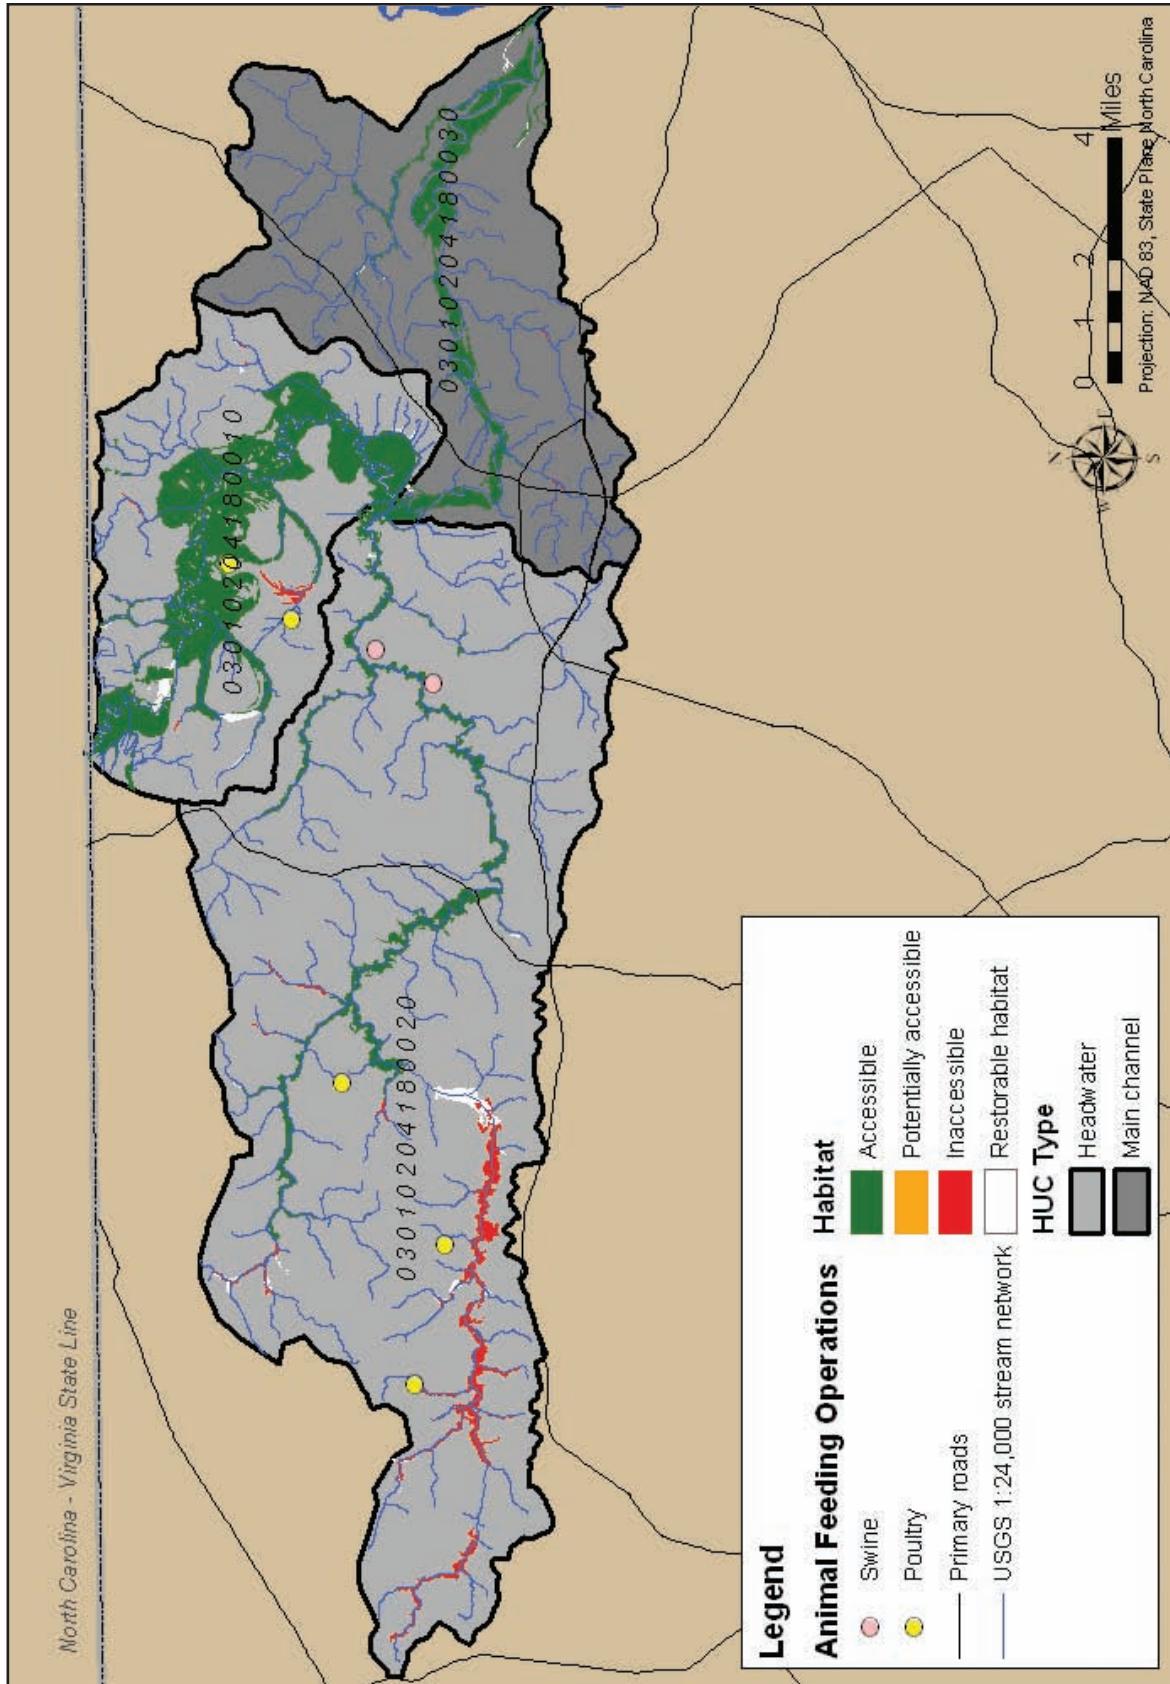 North Carolina - Virginia State Line
03010204180010
03010204180020
03010204180030
N
W
E
S
0 1 2 4
Miles
Projection: NAD 83, State Plane North Carolina
Legend
Animal Feeding Operations
Swine
Poultry
Primary roads
USGS 1:24,000 stream network
Habitat
Accessible
Potentially accessible
Inaccessible
Restorable habitat
HUC Type
Headwater
Main channel